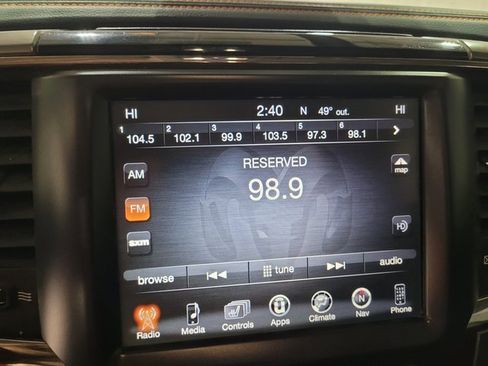 HI 2:40 N 49° out. HI
1 104.5 2 102.1 3 99.9 4 103.5 5 97.3 6 98.1
RESERVED
98.9
AM
FM
sxm
map
HD
browse tune audio
Radio Media Controls Apps Climate N Nav Phone